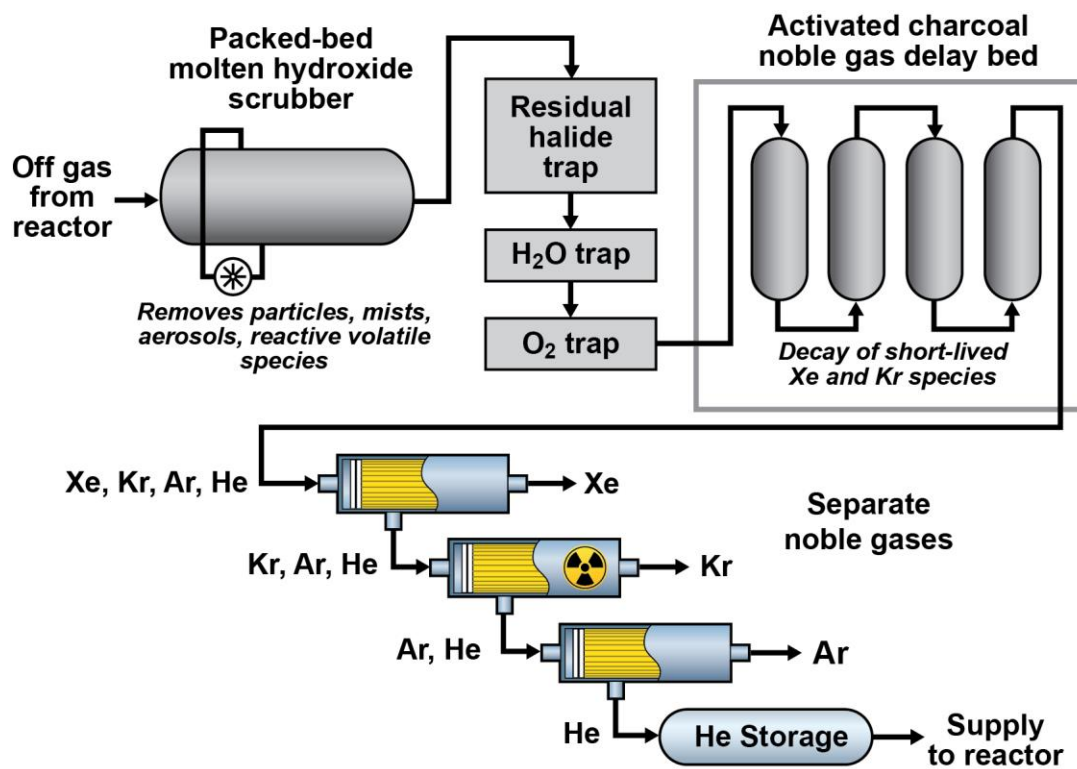 Packed-bed
molten hydroxide
scrubber
Activated charcoal
noble gas delay bed
Off gas
from
reactor
Residual
halide
trap
H₂O trap
O₂ trap
Removes particles, mists,
aerosols, reactive volatile
species
Decay of short-lived
Xe and Kr species
Xe, Kr, Ar, He
Xe
Separate
noble gases
Kr, Ar, He
Kr
Ar, He
Ar
He
He Storage
Supply
to reactor